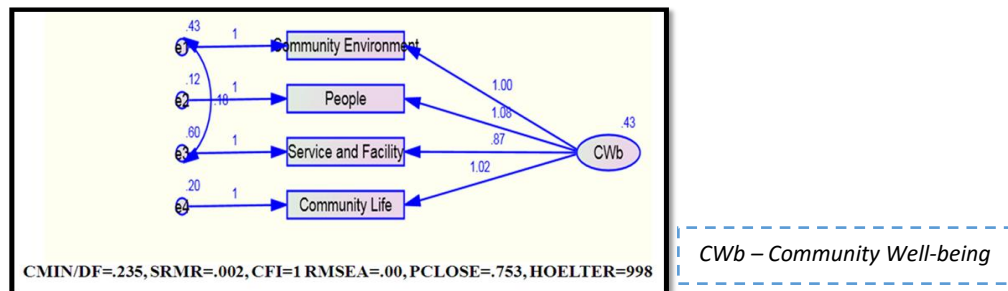 .43
e1
1
Community Environment
.12
e2
1
People
.18
.60
e3
1
Service and Facility
.20
e4
1
Community Life
1.00
1.08
.87
1.02
.43
CWb
CMIN/DF=.235, SRMR=.002, CFI=1 RMSEA=.00, PCLOSE=.753, HOELTER=998
CWb – Community Well-being